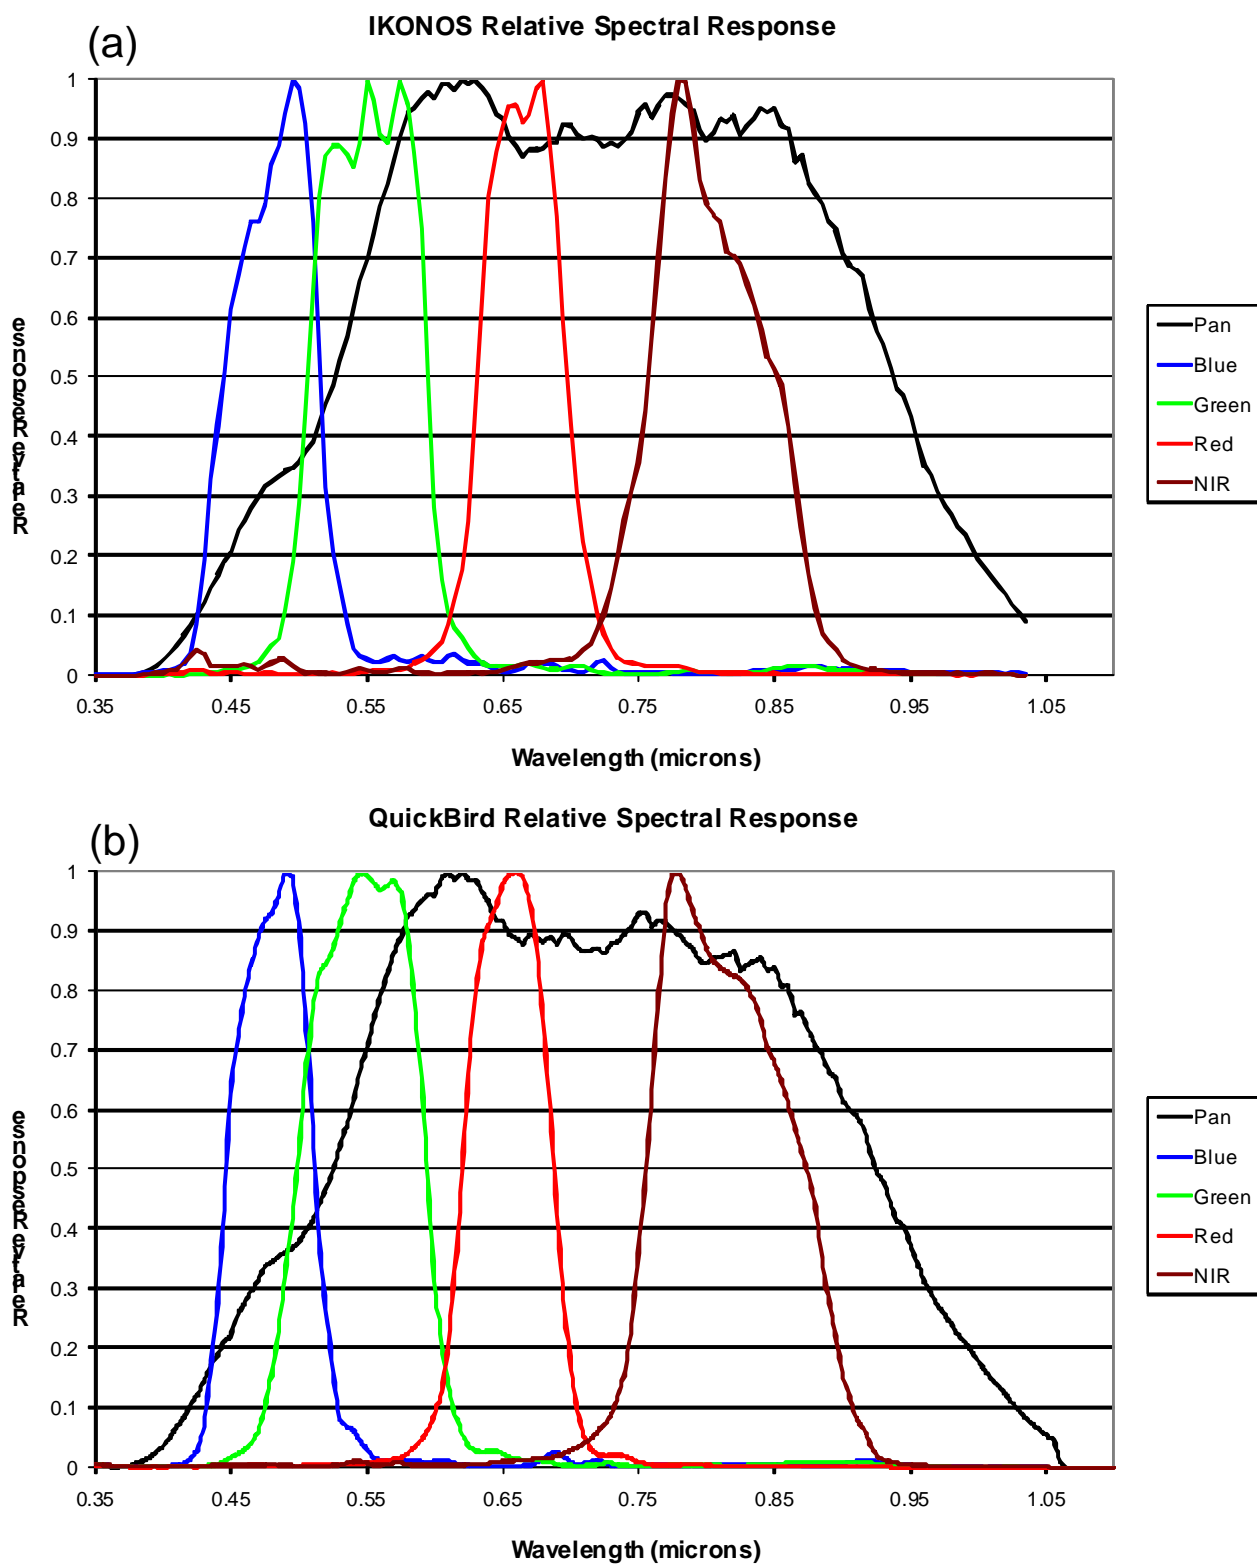 (a)
IKONOS Relative Spectral Response
1
0.9
0.8
0.7
0.6
0.5
0.4
0.3
0.2
0.1
0
Relative Response
0.35 0.45 0.55 0.65 0.75 0.85 0.95 1.05
Wavelength (microns)
Pan
Blue
Green
Red
NIR
(b)
QuickBird Relative Spectral Response
1
0.9
0.8
0.7
0.6
0.5
0.4
0.3
0.2
0.1
0
Relative Response
0.35 0.45 0.55 0.65 0.75 0.85 0.95 1.05
Wavelength (microns)
Pan
Blue
Green
Red
NIR